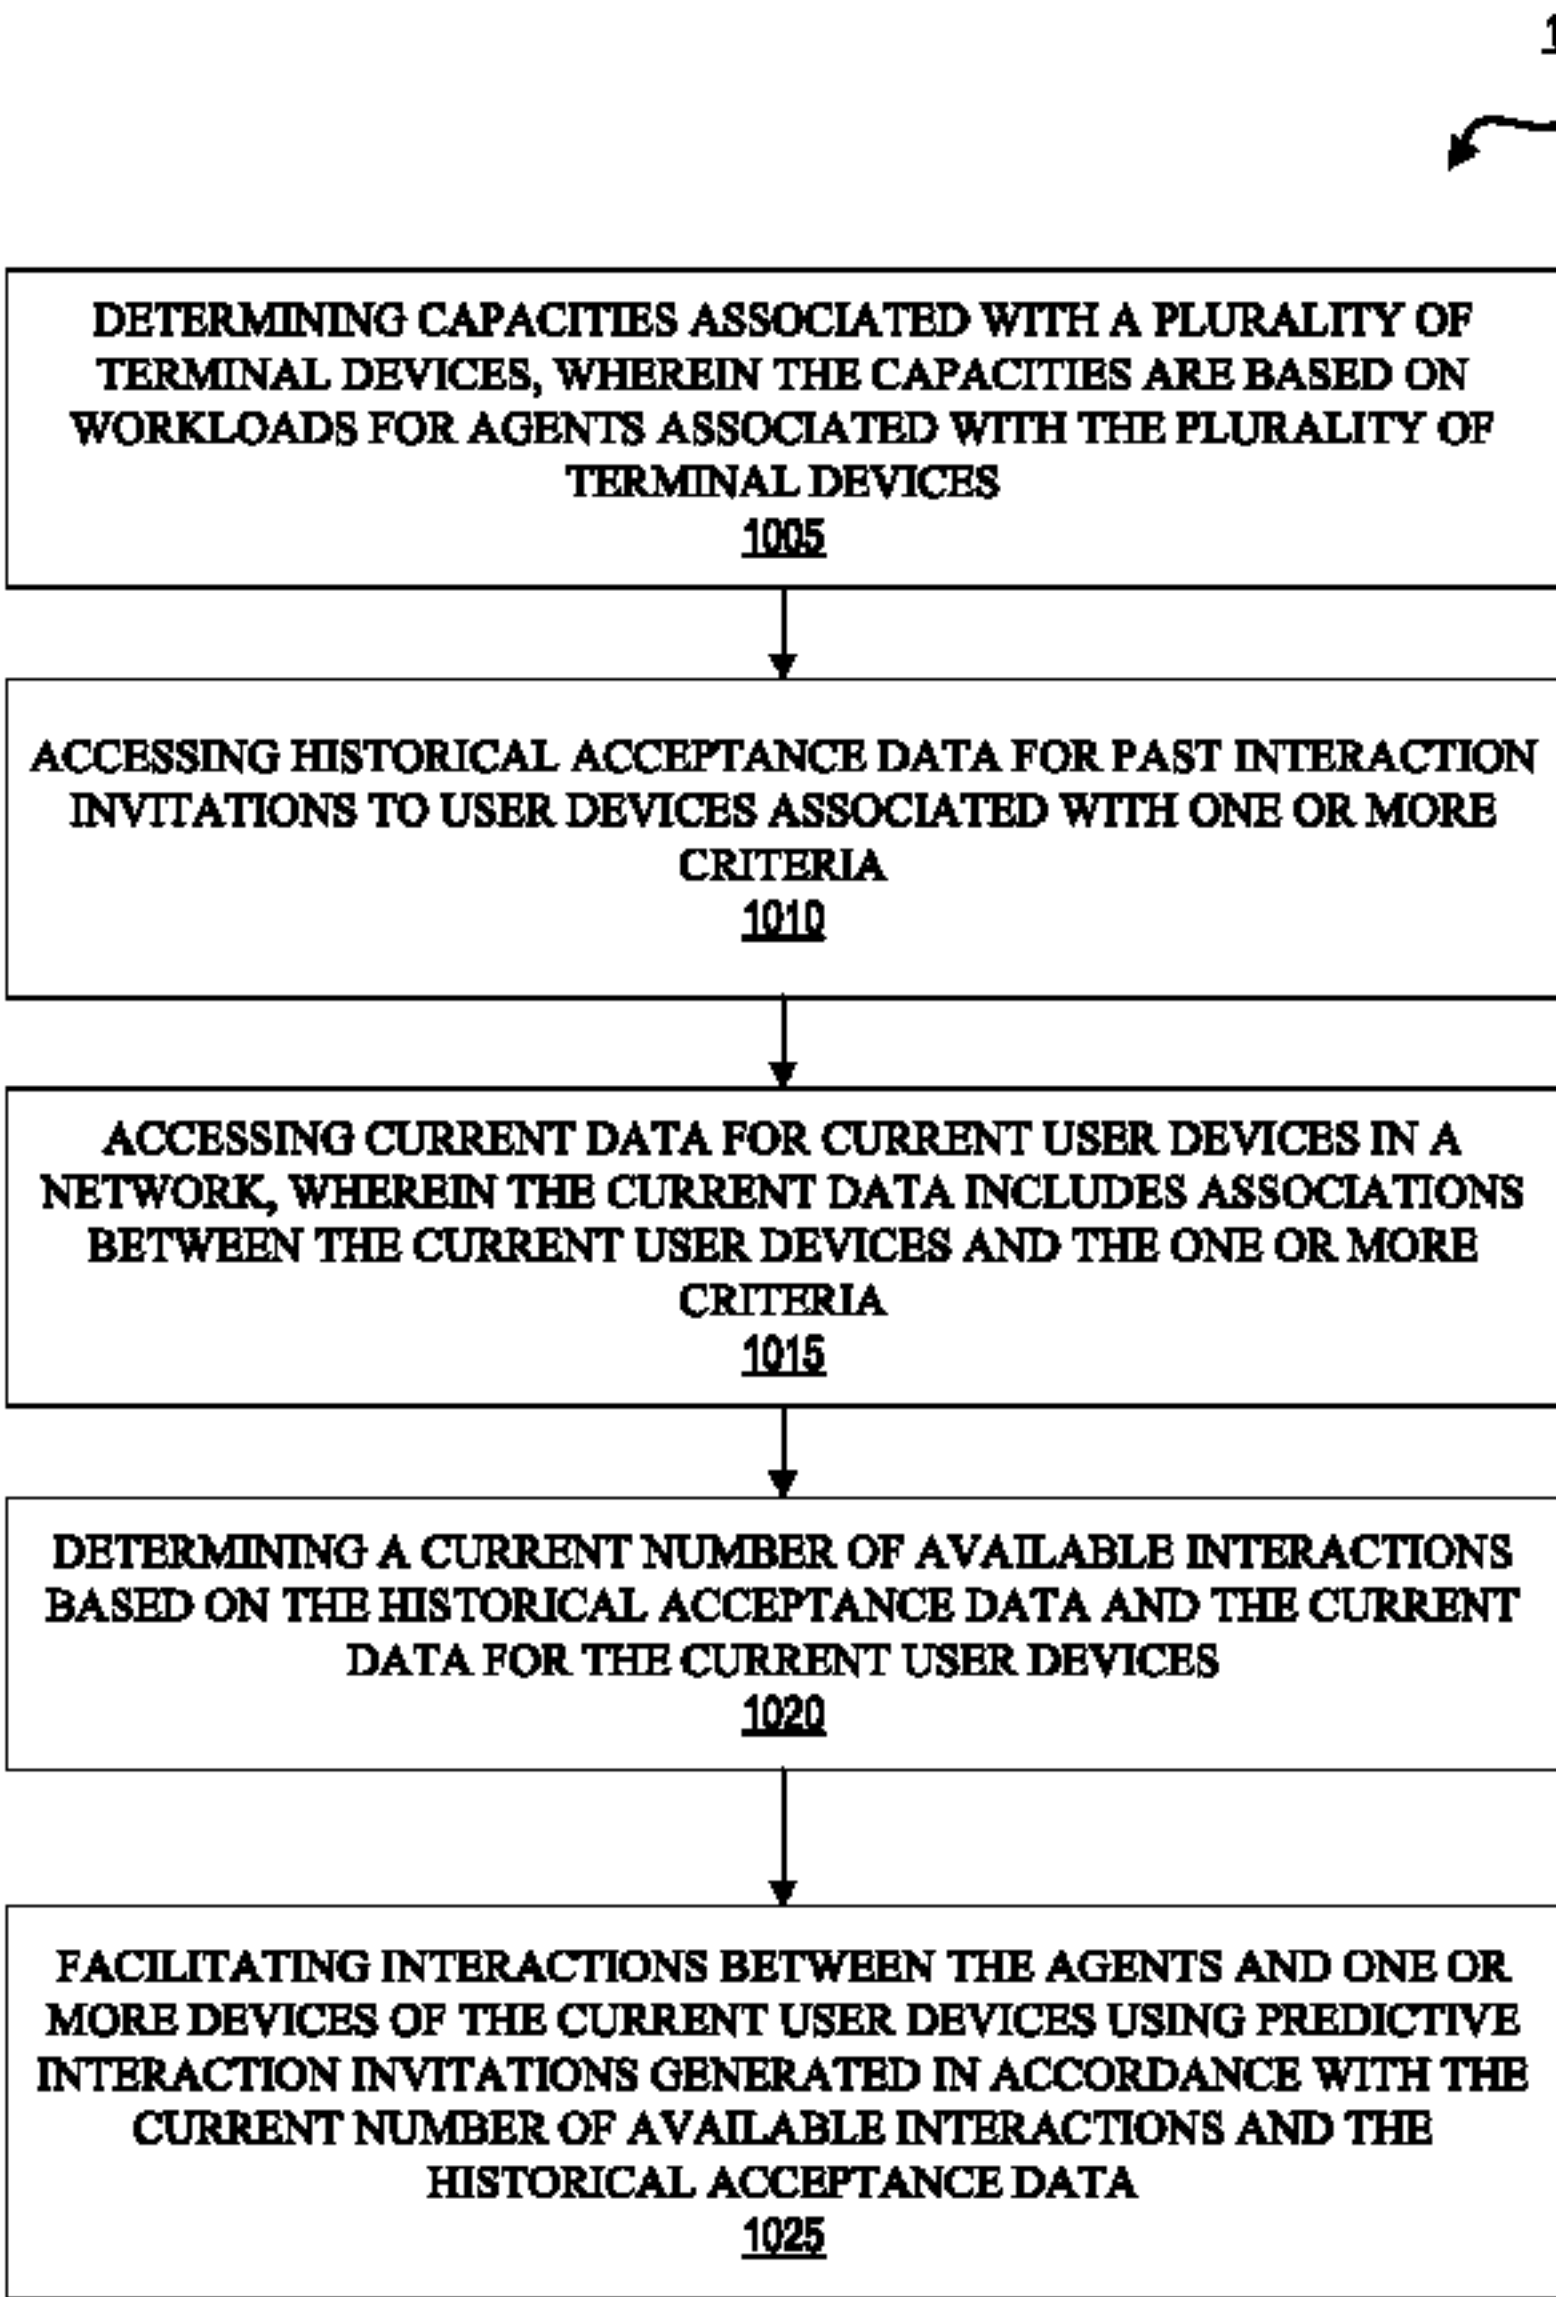 1
DETERMINING CAPACITIES ASSOCIATED WITH A PLURALITY OF
TERMINAL DEVICES, WHEREIN THE CAPACITIES ARE BASED ON
WORKLOADS FOR AGENTS ASSOCIATED WITH THE PLURALITY OF
TERMINAL DEVICES
1005
ACCESSING HISTORICAL ACCEPTANCE DATA FOR PAST INTERACTION
INVITATIONS TO USER DEVICES ASSOCIATED WITH ONE OR MORE
CRITERIA
1010
ACCESSING CURRENT DATA FOR CURRENT USER DEVICES IN A
NETWORK, WHEREIN THE CURRENT DATA INCLUDES ASSOCIATIONS
BETWEEN THE CURRENT USER DEVICES AND THE ONE OR MORE
CRITERIA
1015
DETERMINING A CURRENT NUMBER OF AVAILABLE INTERACTIONS
BASED ON THE HISTORICAL ACCEPTANCE DATA AND THE CURRENT
DATA FOR THE CURRENT USER DEVICES
1020
FACILITATING INTERACTIONS BETWEEN THE AGENTS AND ONE OR
MORE DEVICES OF THE CURRENT USER DEVICES USING PREDICTIVE
INTERACTION INVITATIONS GENERATED IN ACCORDANCE WITH THE
CURRENT NUMBER OF AVAILABLE INTERACTIONS AND THE
HISTORICAL ACCEPTANCE DATA
1025